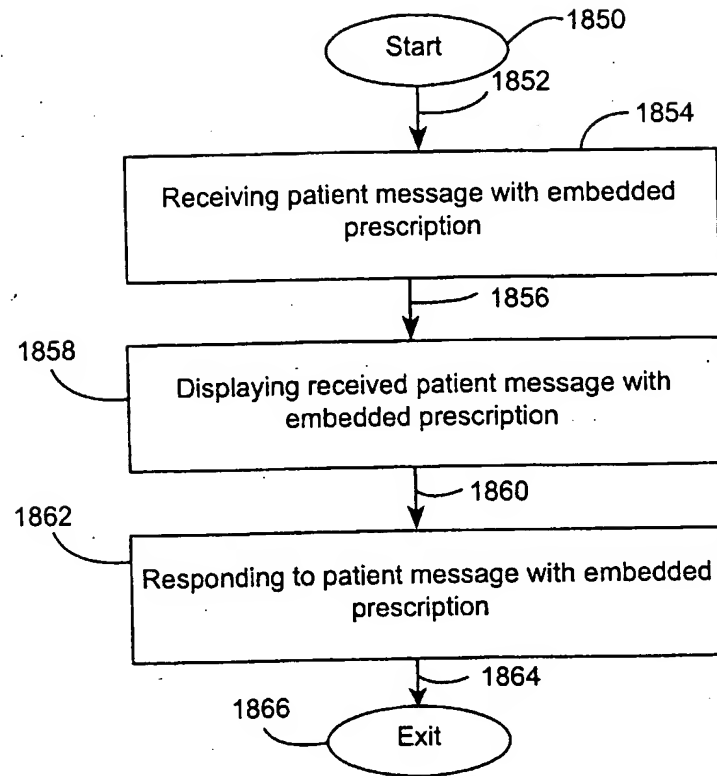 Start
1850
1852
1854
Receiving patient message with embedded
prescription
1856
1858
Displaying received patient message with
embedded prescription
1860
1862
Responding to patient message with embedded
prescription
1864
1866
Exit